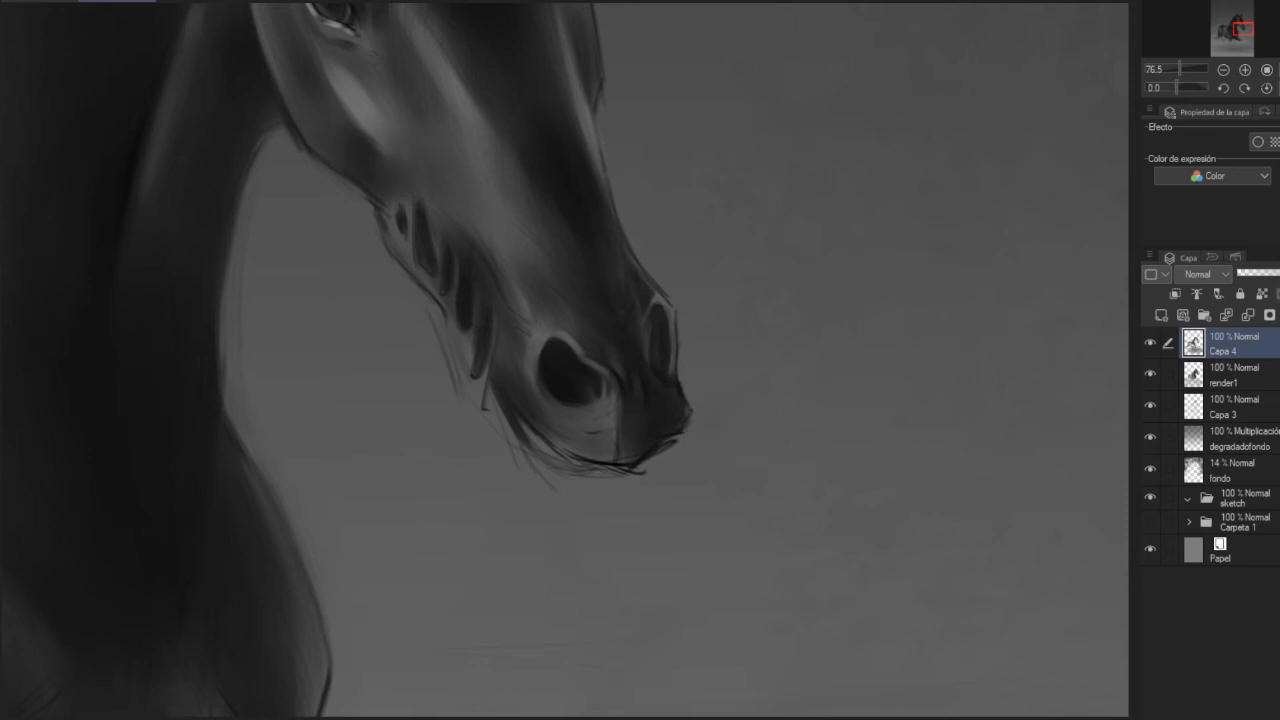 76.5
0.0
Propiedad de la capa
Efecto
Color de expresión
Color
Capa
Normal
100 % Normal
Capa 4
100 % Normal
render1
100 % Normal
Capa 3
100 % Multiplicación
degradadofondo
14 % Normal
fondo
100 % Normal
sketch
100 % Normal
Carpeta 1
Papel